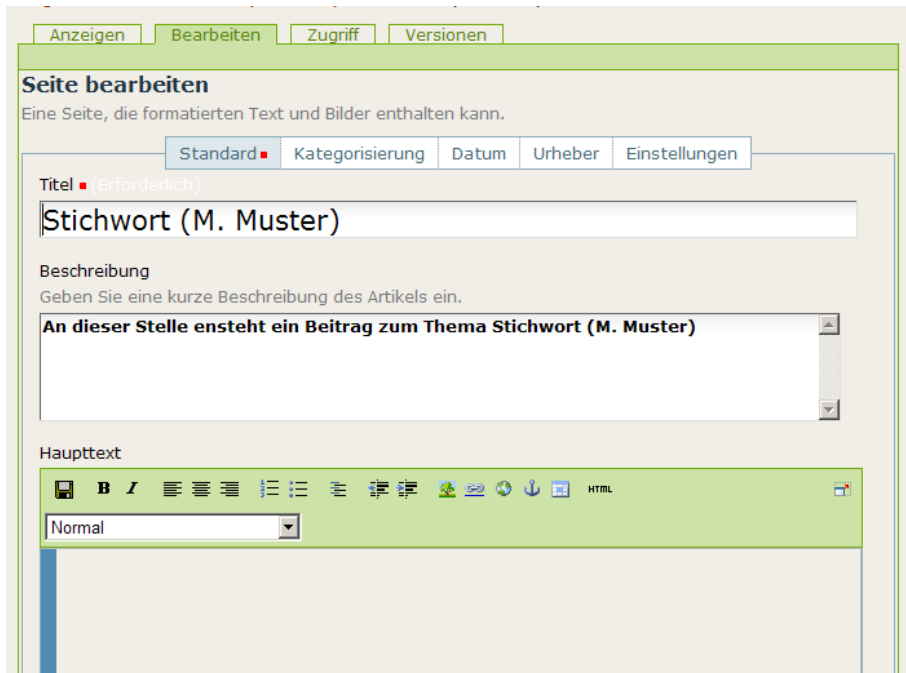 Anzeigen Bearbeiten Zugriff Versionen
Seite bearbeiten
Eine Seite, die formatierten Text und Bilder enthalten kann.
Standard Kategorisierung Datum Urheber Einstellungen
Titel (Erforderlich)
Stichwort (M. Muster)
Beschreibung
Geben Sie eine kurze Beschreibung des Artikels ein.
An dieser Stelle ensteht ein Beitrag zum Thema Stichwort (M. Muster)
Haupttext
B I HTML
Normal